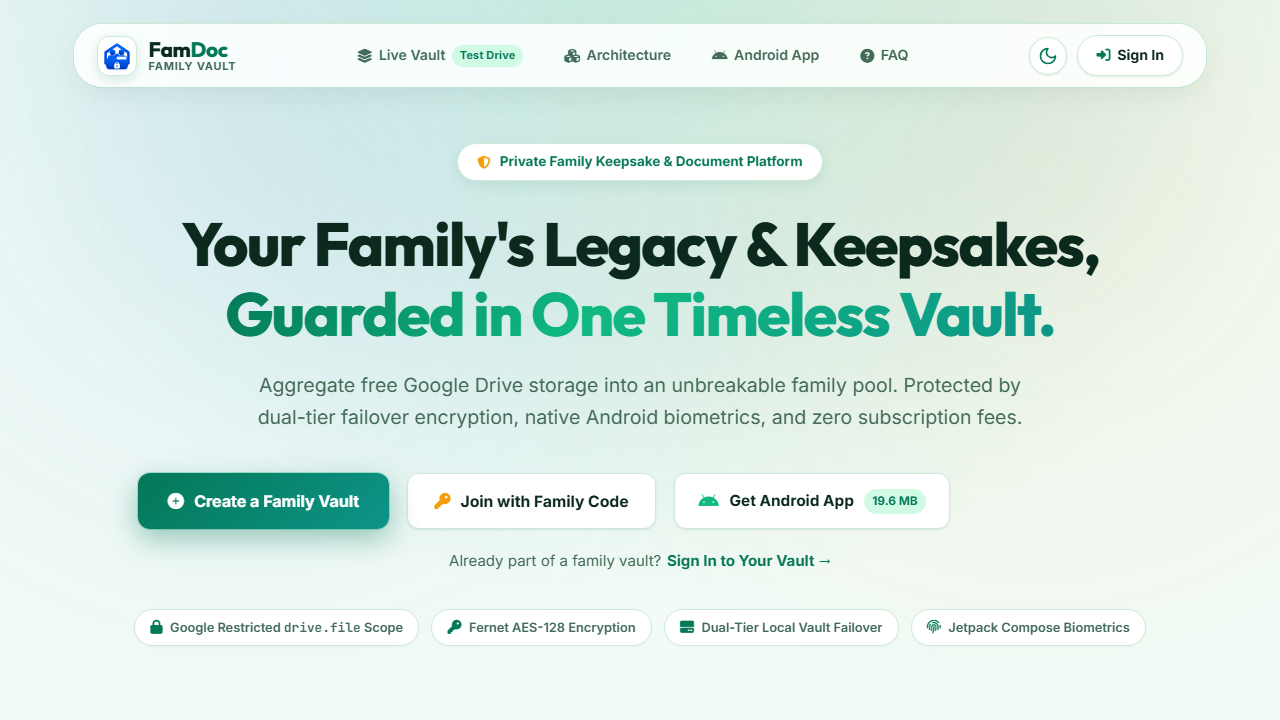 FamDoc
FAMILY VAULT
Live Vault Test Drive
Architecture
Android App
FAQ
Sign In
Private Family Keepsake & Document Platform
Your Family's Legacy & Keepsakes,
Guarded in One Timeless Vault.
Aggregate free Google Drive storage into an unbreakable family pool. Protected by
dual-tier failover encryption, native Android biometrics, and zero subscription fees.
Create a Family Vault
Join with Family Code
Get Android App 19.6 MB
Already part of a family vault? Sign In to Your Vault →
Google Restricted drive.file Scope
Fernet AES-128 Encryption
Dual-Tier Local Vault Failover
Jetpack Compose Biometrics